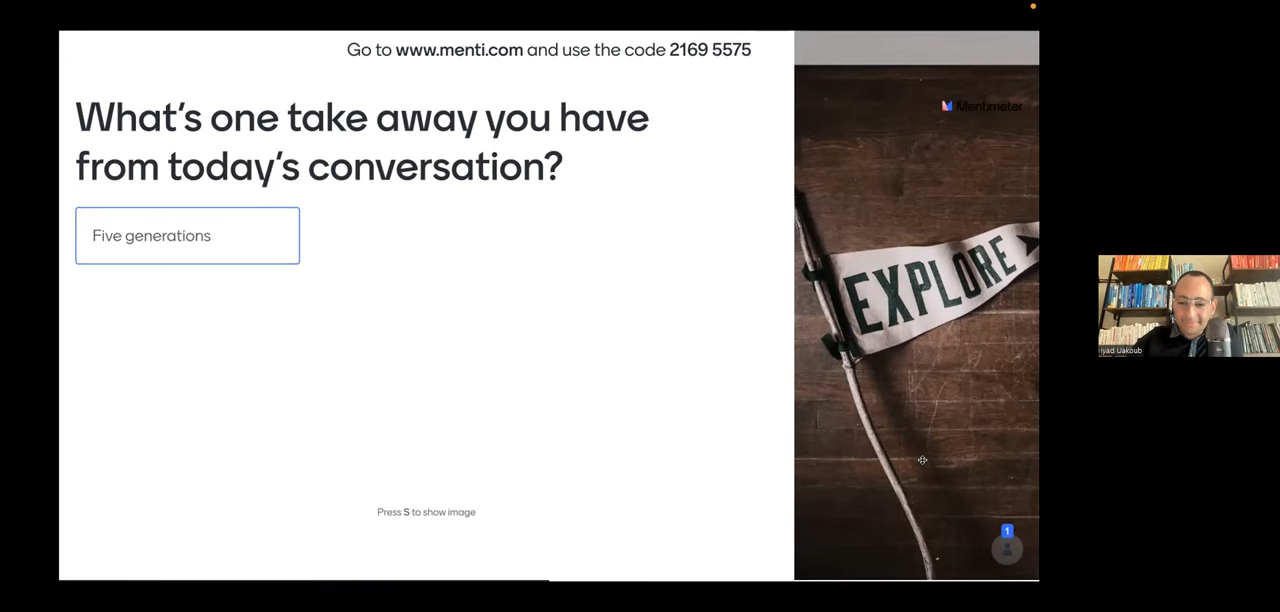 Go to www.menti.com and use the code 2169 5575
What's one take away you have
from today's conversation?
Five generations
Press S to show image
Mentimeter
EXPLORE
1
Iyad Uakoub